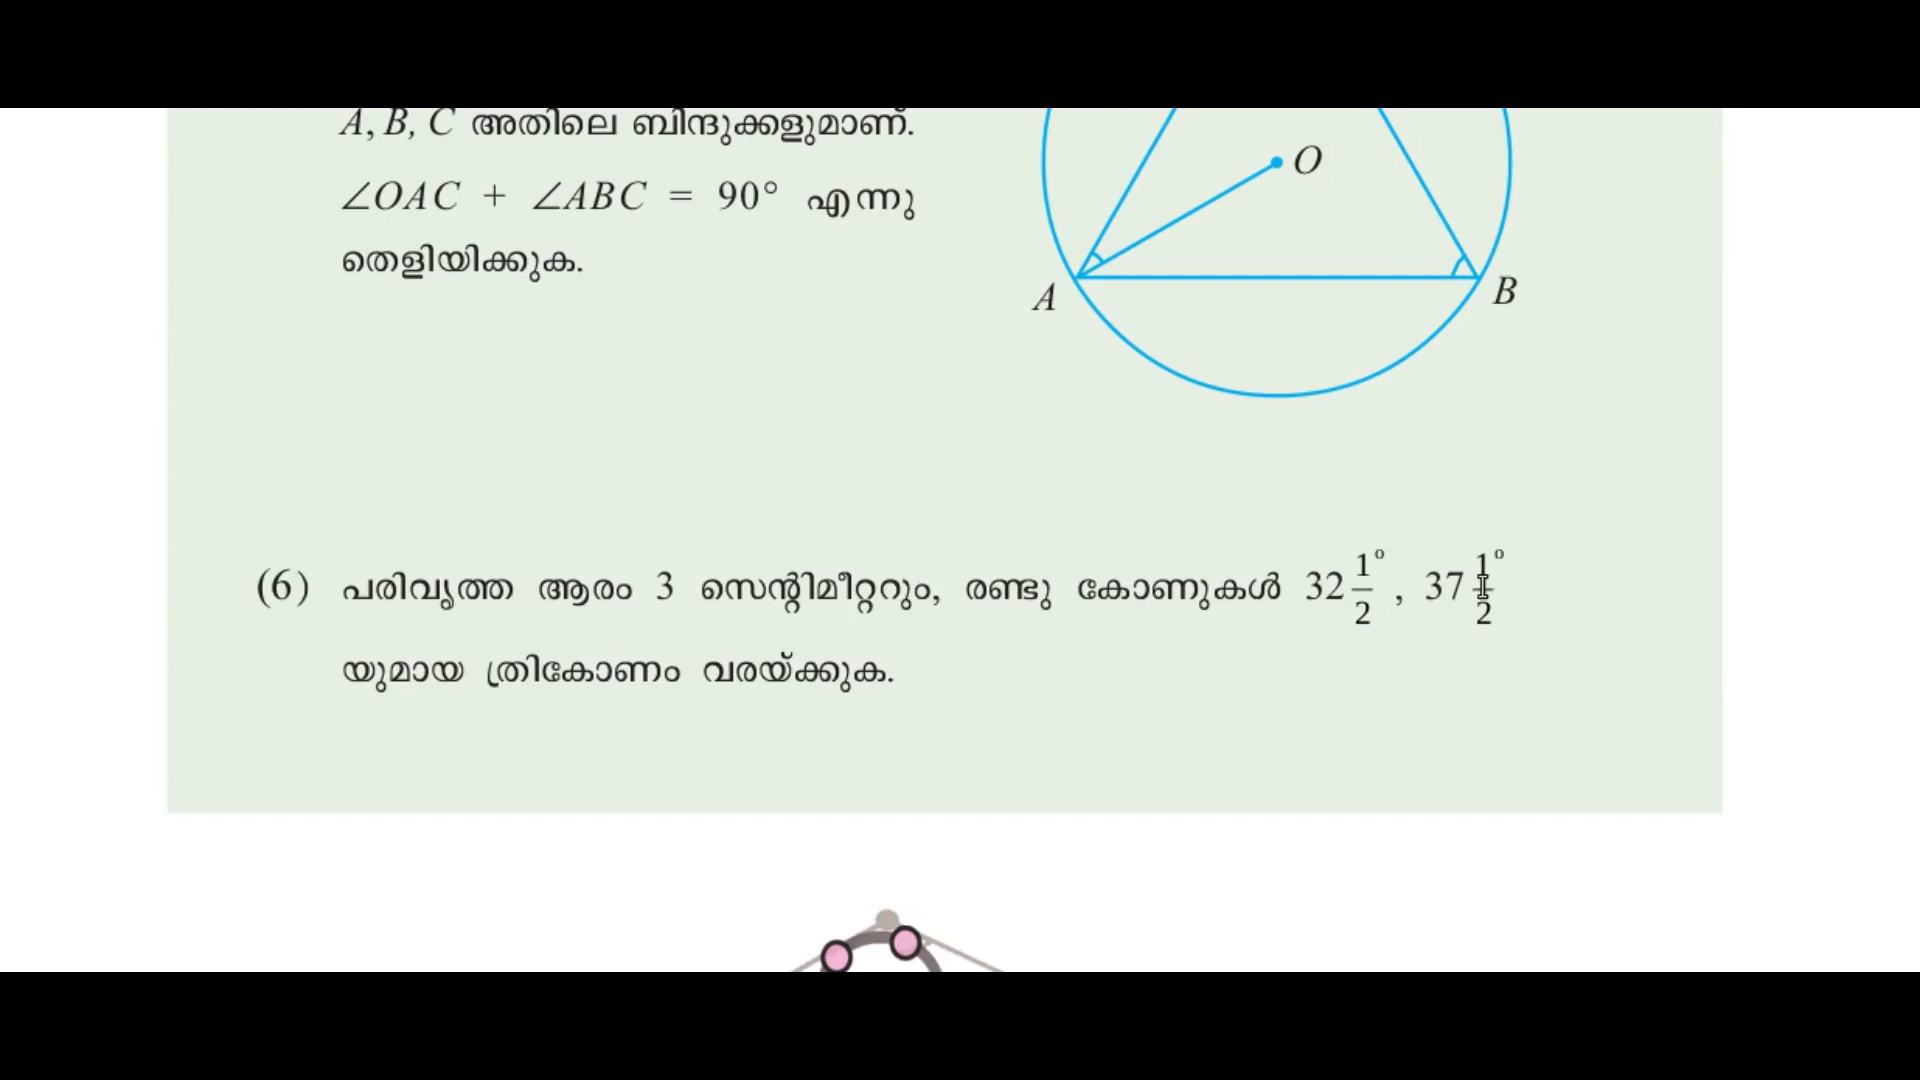 A, B, C അതിലെ ബിന്ദുക്കളുമാണ്.
∠OAC + ∠ABC = 90° എന്നു
തെളിയിക്കുക.
O
A
B
(6) പരിവൃത്ത ആരം 3 സെന്റിമീറ്ററും, രണ്ടു കോണുകൾ 32 1/2°, 37 1/2°
യുമായ ത്രികോണം വരയ്ക്കുക.